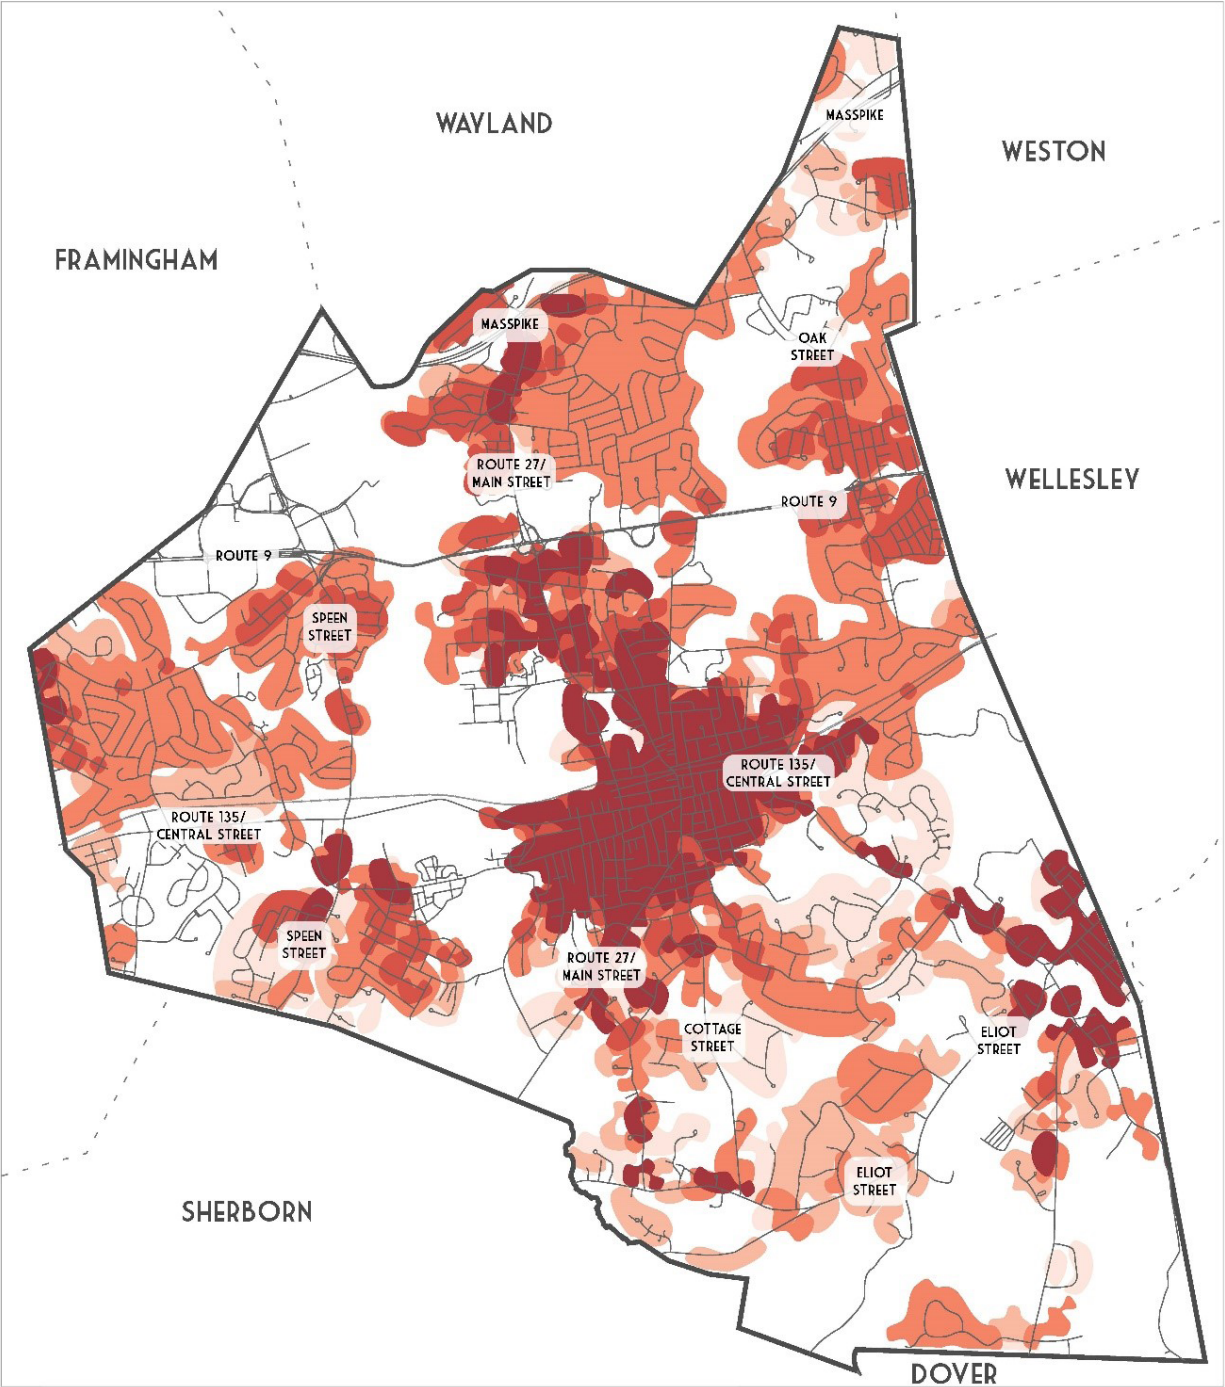 WAYLAND
MASSPIKE
WESTON
FRAMINGHAM
MASSPIKE
OAK
STREET
ROUTE 27/
MAIN STREET
WELLESLEY
ROUTE 9
ROUTE 9
SPEEN
STREET
ROUTE 135/
CENTRAL STREET
ROUTE 135/
CENTRAL STREET
SPEEN
STREET
ROUTE 27/
MAIN STREET
COTTAGE
STREET
ELIOT
STREET
ELIOT
STREET
SHERBORN
DOVER